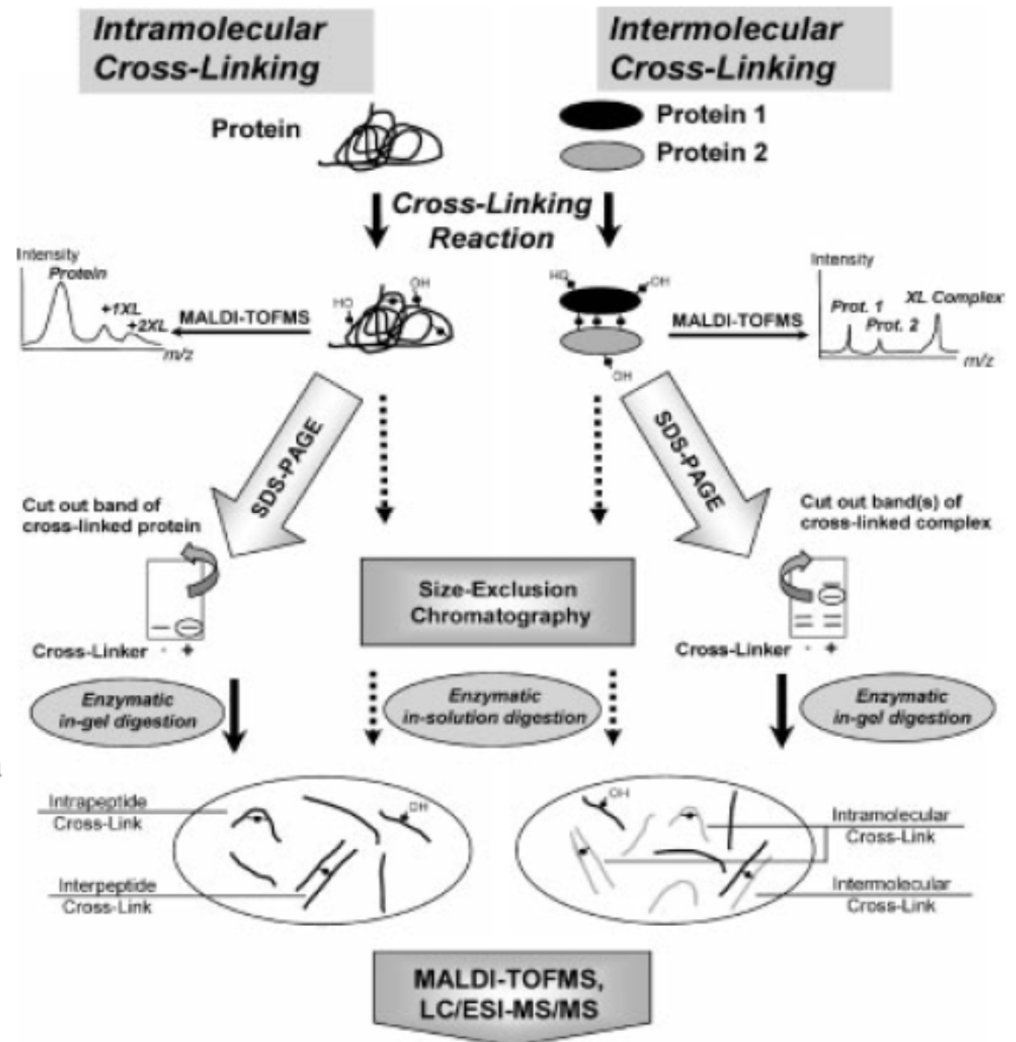 Intramolecular
Cross-Linking
Intermolecular
Cross-Linking
Protein
Protein 1
Protein 2
Cross-Linking
Reaction
Intensity
Protein
+1XL
+2XL
m/z
MALDI-TOFMS
HO
OH
HO
OH
OH
MALDI-TOFMS
Intensity
Prot. 1
Prot. 2
XL Complex
m/z
SDS-PAGE
SDS-PAGE
Cut out band of
cross-linked protein
Cut out band(s) of
cross-linked complex
Size-Exclusion
Chromatography
Cross-Linker - +
Cross-Linker - +
Enzymatic
in-gel digestion
Enzymatic
in-solution digestion
Enzymatic
in-gel digestion
Intrapeptide
Cross-Link
OH
Interpeptide
Cross-Link
OH
Intramolecular
Cross-Link
Intermolecular
Cross-Link
MALDI-TOFMS,
LC/ESI-MS/MS